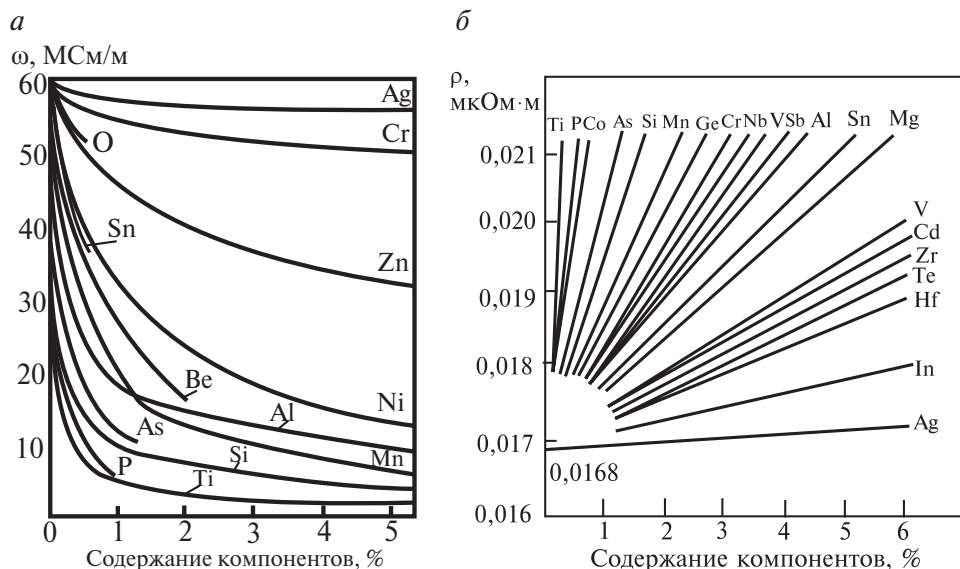 а
ω, МСм/м
60
50
40
30
20
10
0
1
2
3
4
5
Ag
Cr
O
Sn
Zn
Be
Ni
Al
As
Mn
Si
P
Ti
Содержание компонентов, %
б
ρ,
мкОм·м
Ti P Co As Si Mn Ge Cr Nb V Sb Al Sn Mg
0,021
0,020
0,019
0,018
0,017
0,016
V
Cd
Zr
Te
Hf
In
Ag
0,0168
1 2 3 4 5 6
Содержание компонентов, %